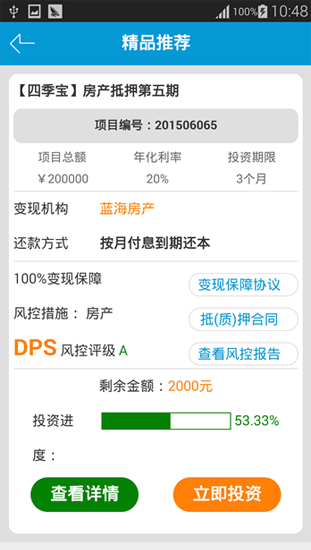 100% 10:48
精品推荐
【四季宝】房产抵押第五期
项目编号：201506065
项目总额 年化利率 投资期限
￥200000 20% 3个月
变现机构 蓝海房产
还款方式 按月付息到期还本
100%变现保障 变现保障协议
风控措施： 房产 抵(质)押合同
DPS 风控评级 A 查看风控报告
剩余金额：2000元
投资进 53.33%
度：
查看详情 立即投资